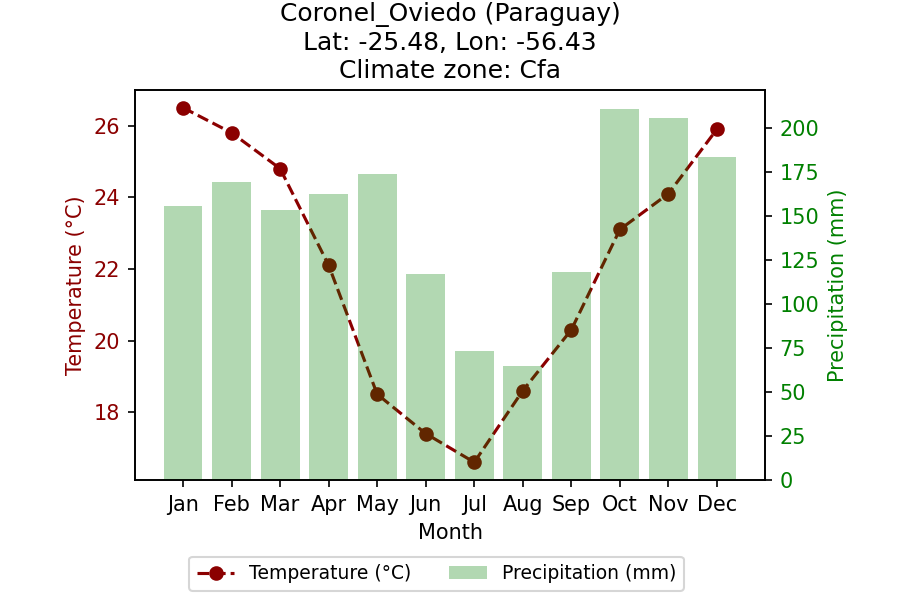 Coronel_Oviedo (Paraguay)
Lat: -25.48, Lon: -56.43
Climate zone: Cfa
Temperature (°C)
26
24
22
20
18
200
175
150
125
100
75
50
25
0
Precipitation (mm)
Jan Feb Mar Apr May Jun Jul Aug Sep Oct Nov Dec
Month
Temperature (°C) Precipitation (mm)